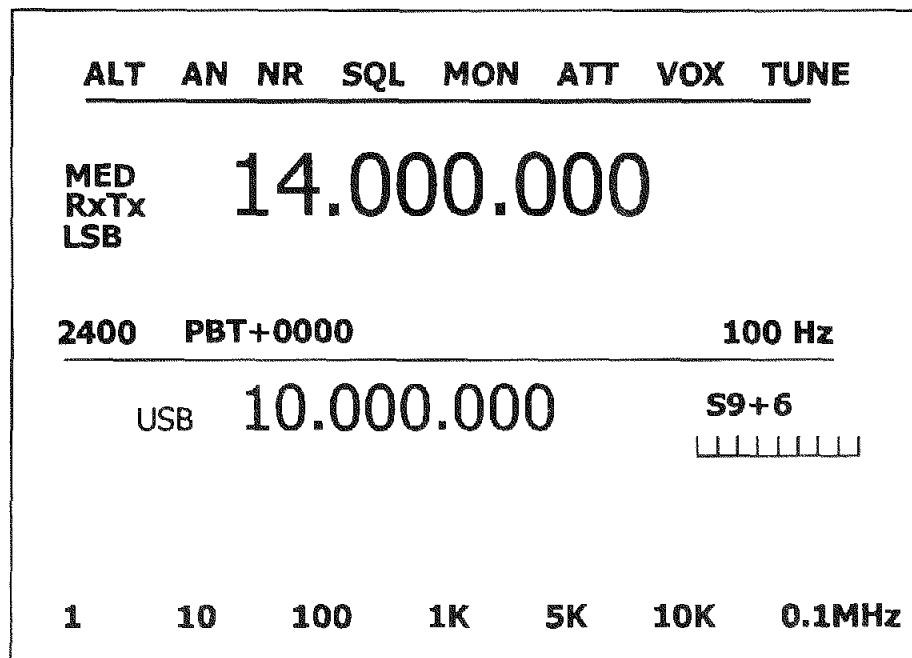 ALT AN NR SQL MON ATT VOX TUNE
MED 14.000.000
RxTx
LSB
2400 PBT+0000 100 Hz
USB 10.000.000 S9+6
1 10 100 1K 5K 10K 0.1MHz